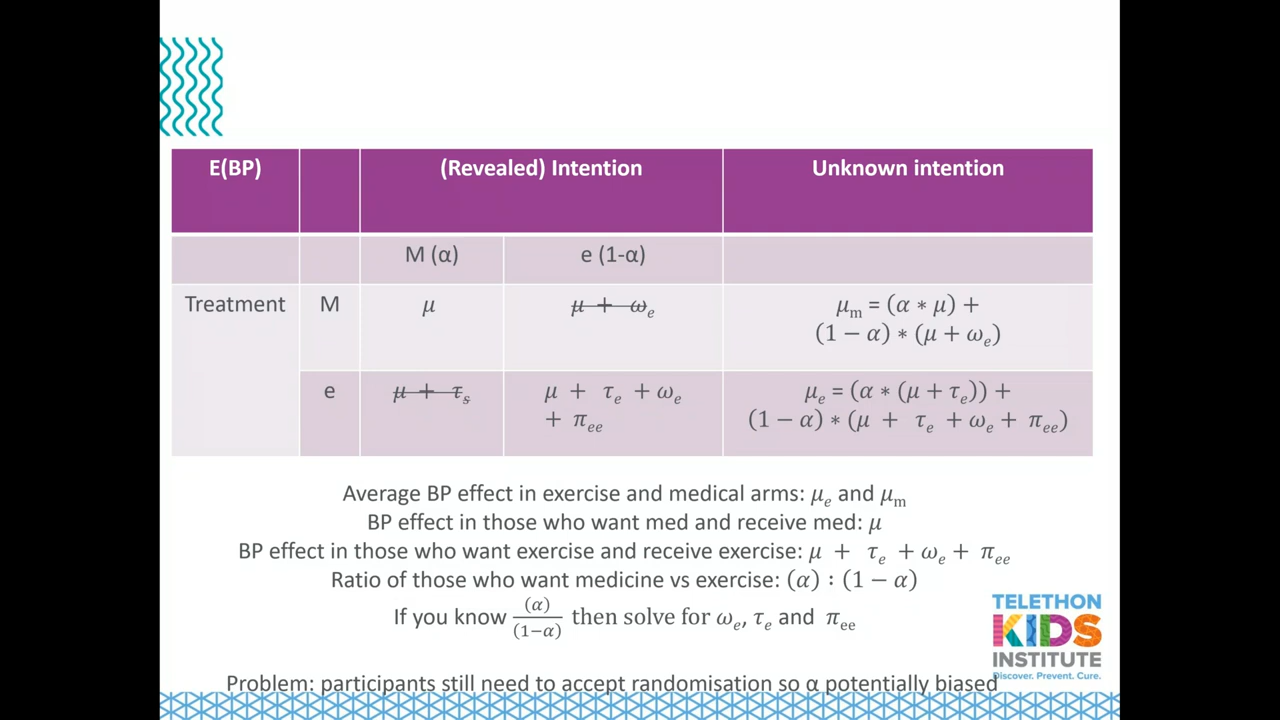 E(BP) (Revealed) Intention Unknown intention
M (α) e (1-α)
Treatment M μ μ + ω_e μ_m = (α ∗ μ) +
(1 − α) ∗ (μ + ω_e)
e μ + τ_s μ + τ_e + ω_e μ_e = (α ∗ (μ + τ_e)) +
+ π_ee (1 − α) ∗ (μ + τ_e + ω_e + π_ee)
Average BP effect in exercise and medical arms: μ_e and μ_m
BP effect in those who want med and receive med: μ
BP effect in those who want exercise and receive exercise: μ + τ_e + ω_e + π_ee
Ratio of those who want medicine vs exercise: (α) : (1 − α)
If you know (α)/(1−α) then solve for ω_e, τ_e and π_ee
TELETHON
KIDS
INSTITUTE
Discover. Prevent. Cure.
Problem: participants still need to accept randomisation so α potentially biased